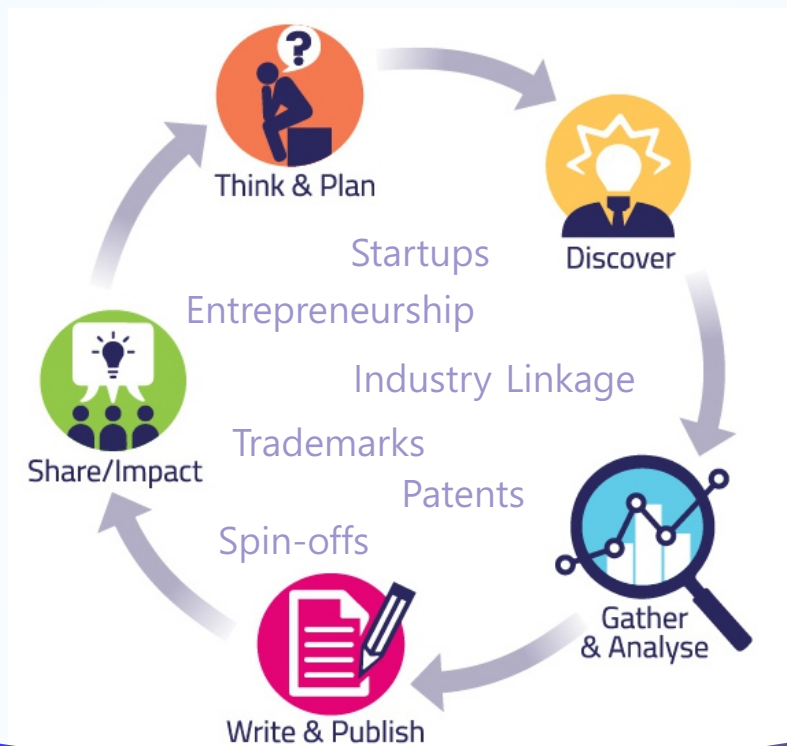 ?
Think & Plan
Discover
Startups
Entrepreneurship
Industry Linkage
Trademarks
Patents
Spin-offs
Share/Impact
Gather
& Analyse
Write & Publish